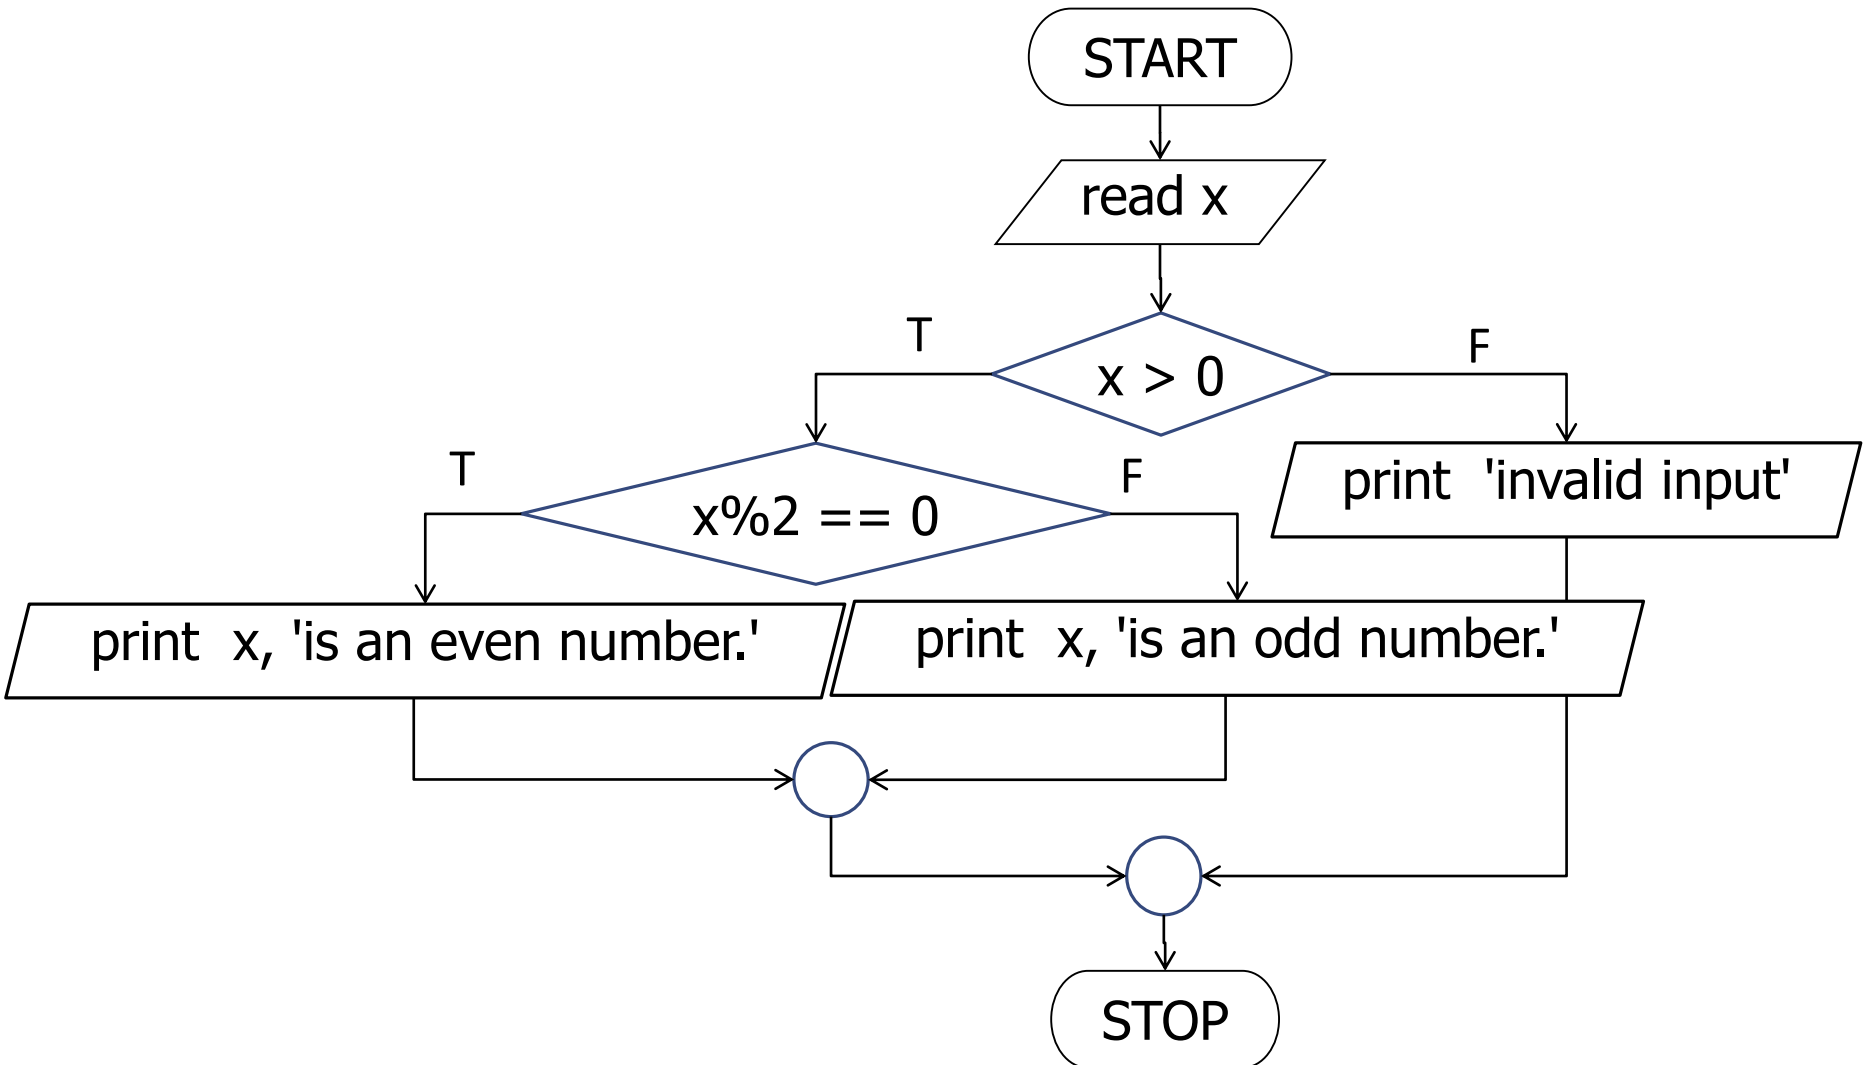 START
read x
T
x > 0
F
T
x%2 == 0
F
print  'invalid input'
print  x, 'is an even number.'
print  x, 'is an odd number.'
STOP